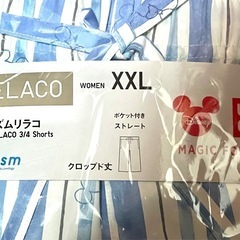 ELACO
WOMEN XXL
ズムリラコ
LACO 3/4 Shorts
ポケット付き
ストレート
クロップド丈
sm
MAGIC FO